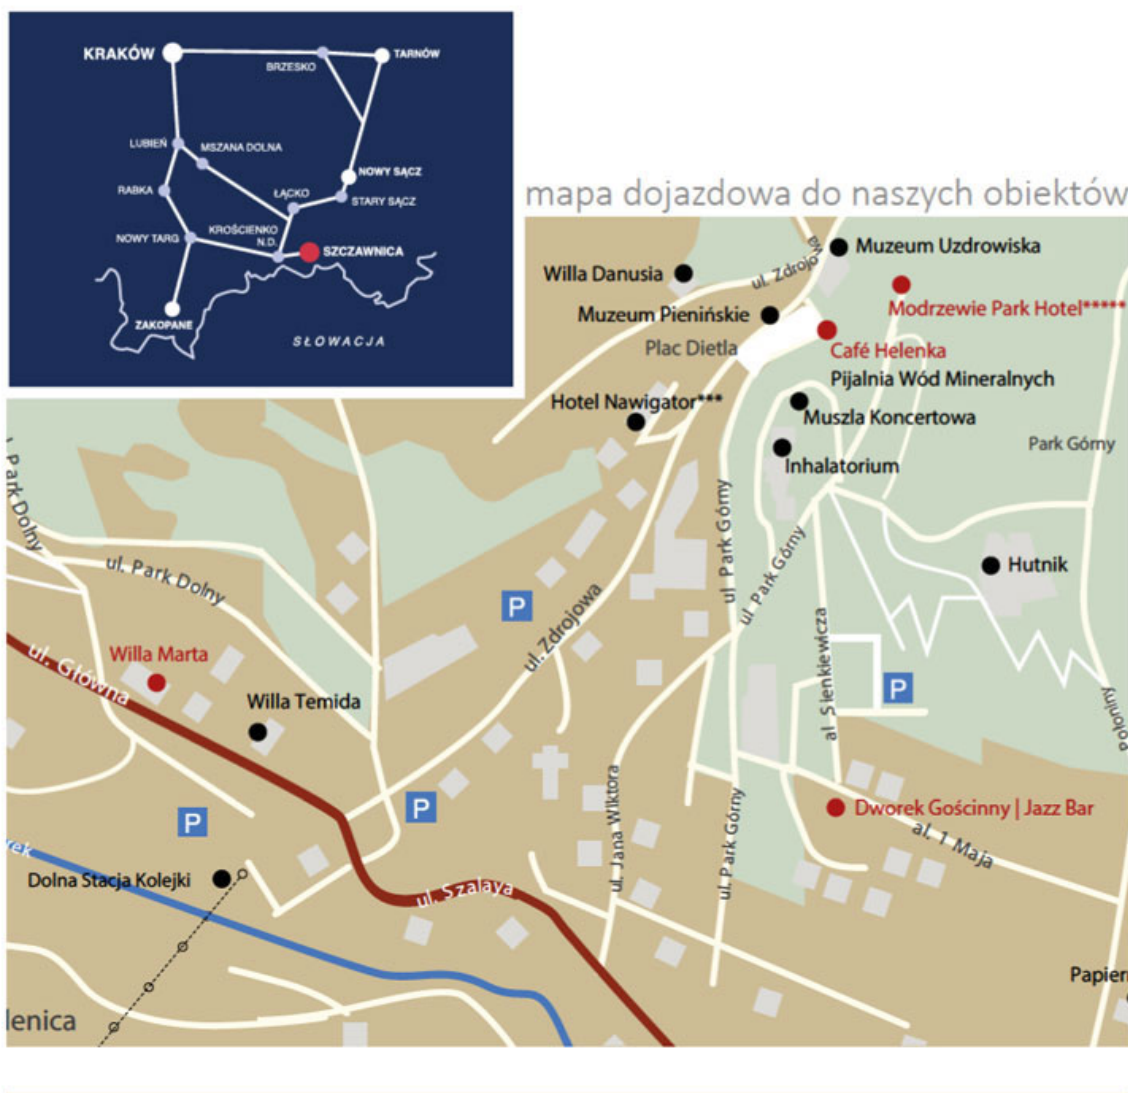 KRAKÓW
BRZESKO
TARNÓW
LUBIEŃ
MSZANA DOLNA
NOWY SĄCZ
RABKA
ŁĄCKO
STARY SĄCZ
NOWY TARG
KROŚCIENKO
N.D.
SZCZAWNICA
ZAKOPANE
SŁOWACJA
mapa dojazdowa do naszych obiektów
Muzeum Uzdrowiska
ul. Zdrojowa
Willa Danusia
Modrzewie Park Hotel*****
Muzeum Pienińskie
Plac Dietla
Café Helenka
Pijalnia Wód Mineralnych
Hotel Nawigator***
Muszla Koncertowa
Park Górny
Inhalatorium
l. Park Dolny
ul. Park Dolny
ul Park Górny
ul Park Górny
Hutnik
P
ul. Zdrojowa
al Sienkiewicza
P
Willa Marta
ul. Główna
Willa Temida
Połoniny
P
P
ul. Jana Wiktora
ul. Park Górny
Dworek Gościnny | Jazz Bar
al. 1 Maja
rek
Dolna Stacja Kolejki
ul. Szalaya
Papier
lenica